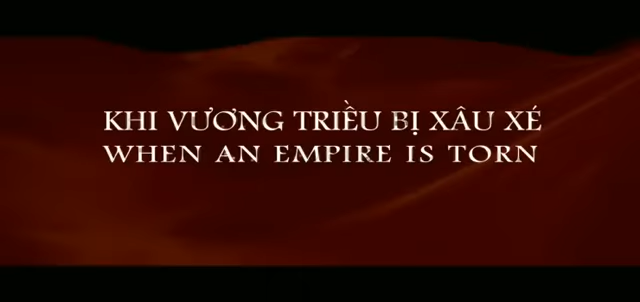 KHI VƯƠNG TRIỀU BỊ XÂU XÉ
WHEN AN EMPIRE IS TORN